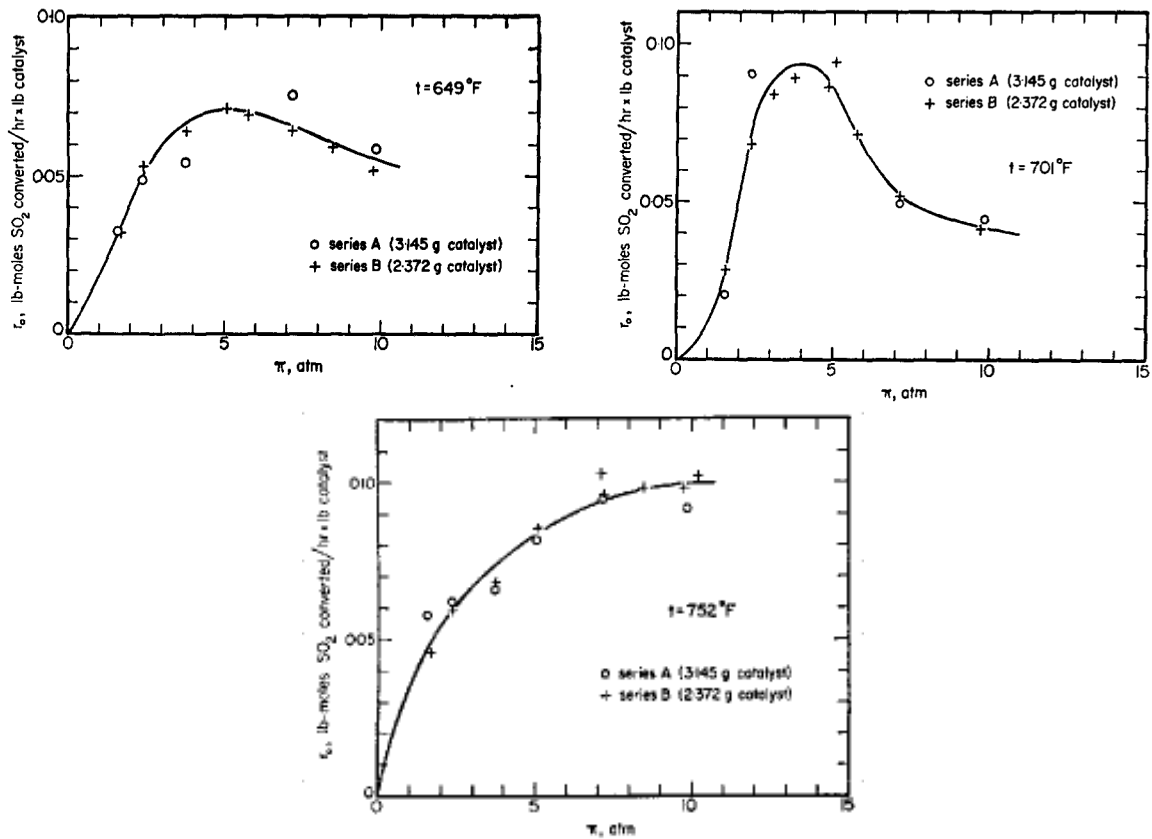 0·10
r₀, lb-moles SO₂ converted/hr × lb catalyst
t = 649°F
0·05
o series A (3·145 g catalyst)
+ series B (2·372 g catalyst)
0
0 5 10 15
π, atm
0·10
r₀, lb-moles SO₂ converted/hr × lb catalyst
o series A (3·145 g catalyst)
+ series B (2·372 g catalyst)
t = 701°F
0·05
0
0 5 10 15
π, atm
0·10
r₀, lb-moles SO₂ converted/hr × lb catalyst
t = 752°F
0·05
o series A (3·145 g catalyst)
+ series B (2·372 g catalyst)
0
0 5 10 15
π, atm